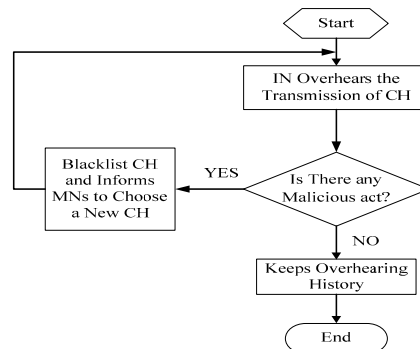 Start
IN Overhears the
Transmission of CH
Is There any
Malicious act?
YES
Blacklist CH
and Informs
MNs to Choose
a New CH
NO
Keeps Overhearing
History
End